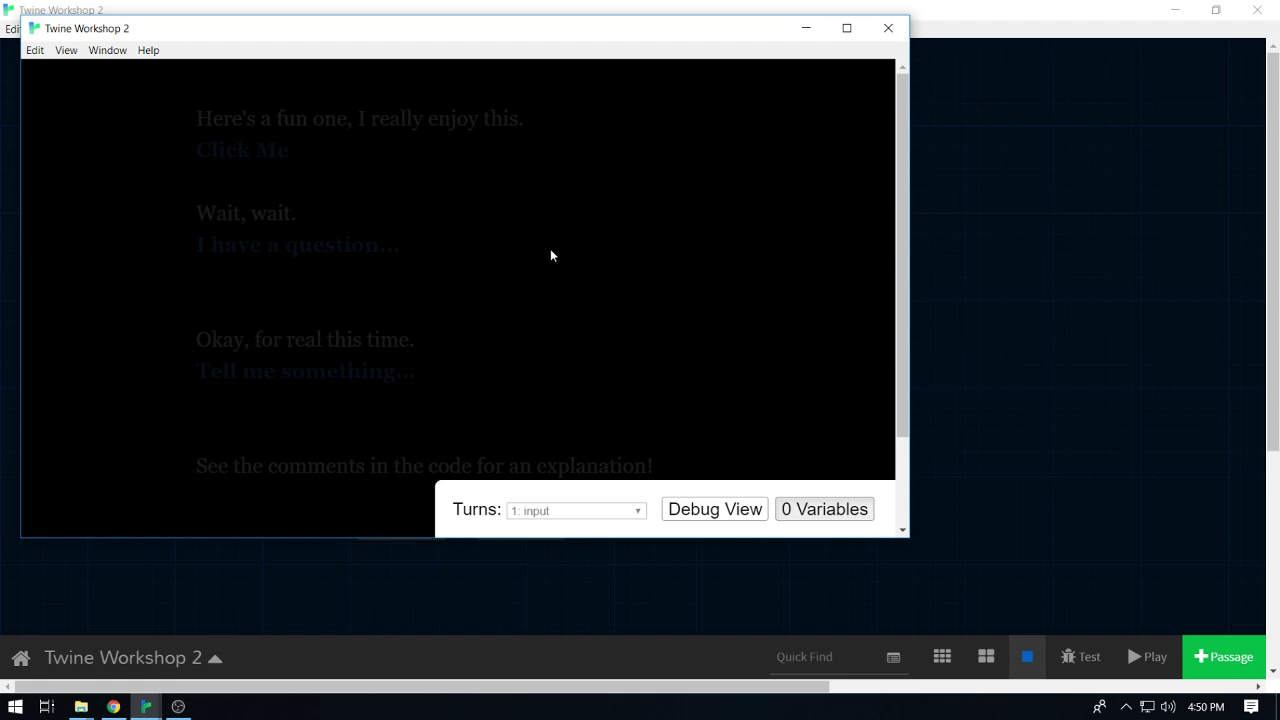 Twine Workshop 2
Edi
Twine Workshop 2
Edit View Window Help
Here's a fun one, I really enjoy this.
Click Me
Wait, wait.
I have a question...
Okay, for real this time.
Tell me something...
See the comments in the code for an explanation!
Turns: 1: input Debug View 0 Variables
Twine Workshop 2 Quick Find Test Play +Passage
4:50 PM